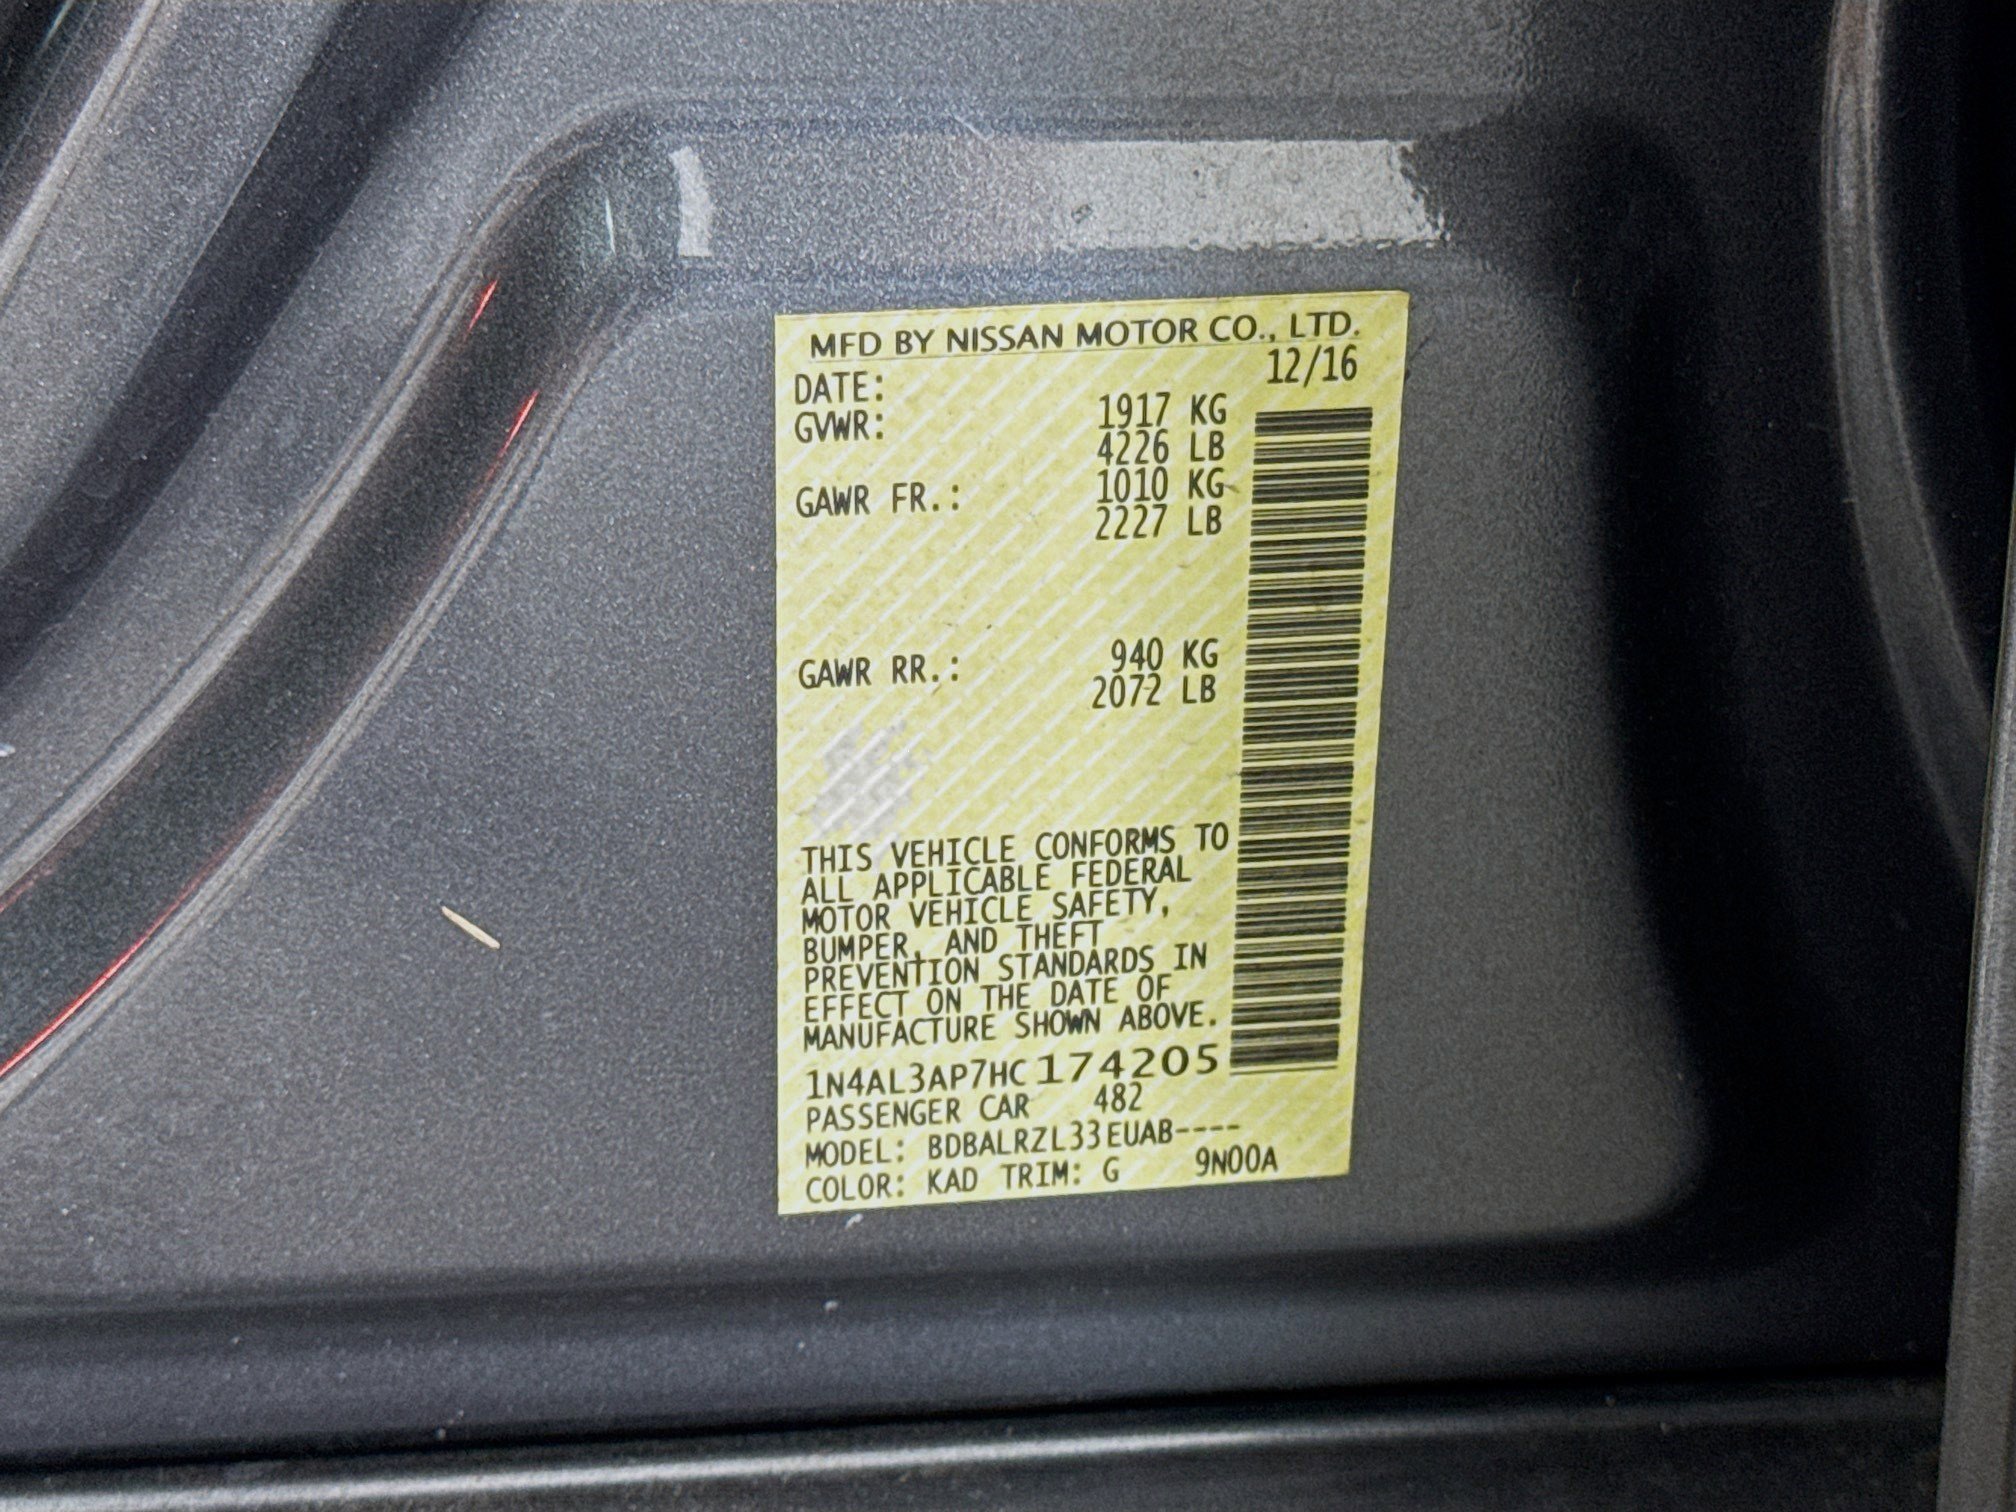 MFD BY NISSAN MOTOR CO., LTD.
DATE: 12/16
GVWR: 1917 KG
4226 LB
GAWR FR.: 1010 KG
2227 LB
GAWR RR.: 940 KG
2072 LB
THIS VEHICLE CONFORMS TO
ALL APPLICABLE FEDERAL
MOTOR VEHICLE SAFETY,
BUMPER, AND THEFT
PREVENTION STANDARDS IN
EFFECT ON THE DATE OF
MANUFACTURE SHOWN ABOVE.
1N4AL3AP7HC174205
PASSENGER CAR 482
MODEL: BDBALRZL33EUAB----
COLOR: KAD TRIM: G 9N00A